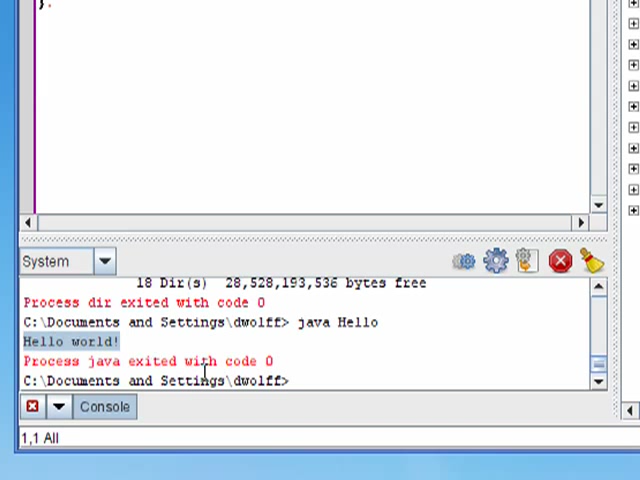 }.
System
18 Dir(s) 28,528,193,536 bytes free
Process dir exited with code 0
C:\Documents and Settings\dwolff> java Hello
Hello world!
Process java exited with code 0
C:\Documents and Settings\dwolff>
Console
1,1 All